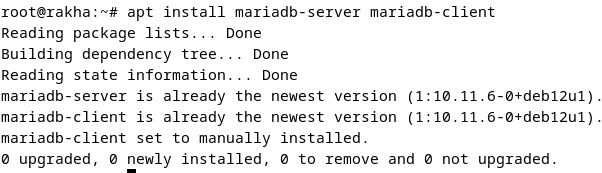 root@rakha:~# apt install mariadb-server mariadb-client
Reading package lists... Done
Building dependency tree... Done
Reading state information... Done
mariadb-server is already the newest version (1:10.11.6-0+deb12u1).
mariadb-client is already the newest version (1:10.11.6-0+deb12u1).
mariadb-client set to manually installed.
0 upgraded, 0 newly installed, 0 to remove and 0 not upgraded.